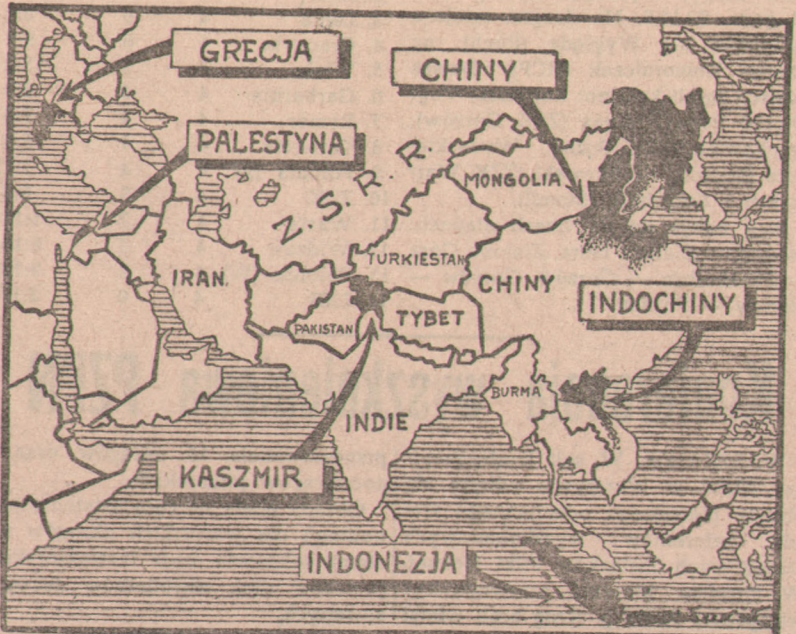 GRECJA
CHINY
PALESTYNA
Z. S. R. R.
MONGOLIA
TURKIESTAN
IRAN.
CHINY
INDOCHINY
PAKISTAN
TYBET
BURMA
INDIE
KASZMIR
INDONEZJA